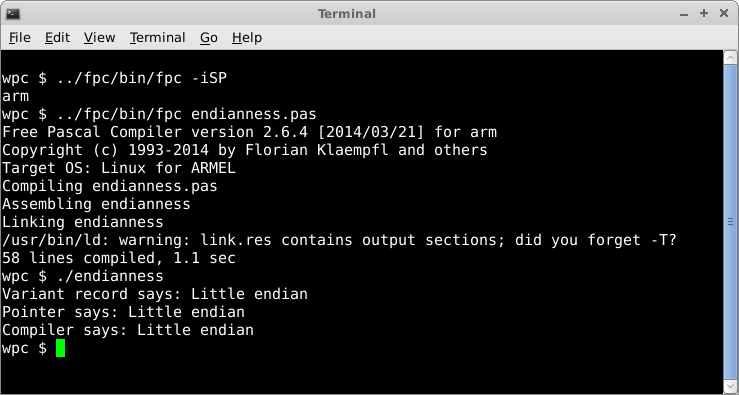 Terminal
File Edit View Terminal Go Help
wpc $ ../fpc/bin/fpc -iSP
arm
wpc $ ../fpc/bin/fpc endianness.pas
Free Pascal Compiler version 2.6.4 [2014/03/21] for arm
Copyright (c) 1993-2014 by Florian Klaempfl and others
Target OS: Linux for ARMEL
Compiling endianness.pas
Assembling endianness
Linking endianness
/usr/bin/ld: warning: link.res contains output sections; did you forget -T?
58 lines compiled, 1.1 sec
wpc $ ./endianness
Variant record says: Little endian
Pointer says: Little endian
Compiler says: Little endian
wpc $